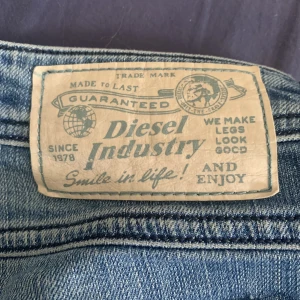 TRADE MARK
MADE to LAST
GUARANTEED
Diesel
Industry
SINCE
1978
WE MAKE
LEGS
LOOK
GOOD
Smile in life!
AND
ENJOY